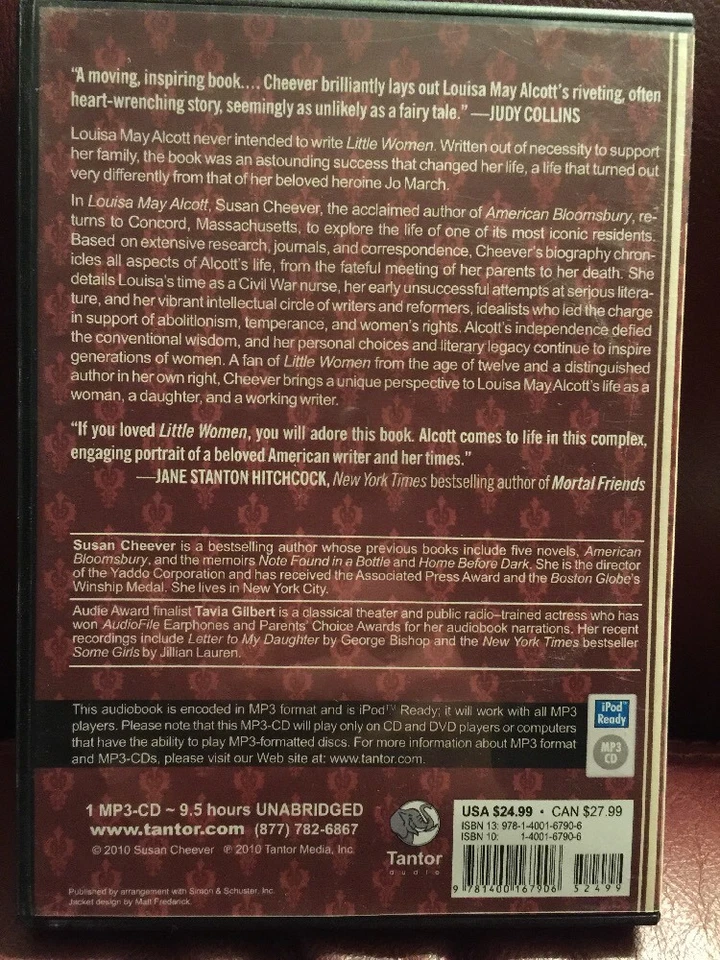 “A moving, inspiring book.... Cheever brilliantly lays out Louisa May Alcott’s riveting, often
heart-wrenching story, seemingly as unlikely as a fairy tale.” —JUDY COLLINS
Louisa May Alcott never intended to write Little Women. Written out of necessity to support
her family, the book was an astounding success that changed her life, a life that turned out
very differently from that of her beloved heroine Jo March.
In Louisa May Alcott, Susan Cheever, the acclaimed author of American Bloomsbury, re-
turns to Concord, Massachusetts, to explore the life of one of its most iconic residents.
Based on extensive research, journals, and correspondence, Cheever’s biography chron-
icles all aspects of Alcott’s life, from the fateful meeting of her parents to her death. She
details Louisa’s time as a Civil War nurse, her early unsuccessful attempts at serious litera-
ture, and her vibrant intellectual circle of writers and reformers, idealists who led the charge
in support of abolitionism, temperance, and women’s rights. Alcott’s independence defied
the conventional wisdom, and her personal choices and literary legacy continue to inspire
generations of women. A fan of Little Women from the age of twelve and a distinguished
author in her own right, Cheever brings a unique perspective to Louisa May Alcott’s life as a
woman, a daughter, and a working writer.
“If you loved Little Women, you will adore this book. Alcott comes to life in this complex,
engaging portrait of a beloved American writer and her times.”
—JANE STANTON HITCHCOCK, New York Times bestselling author of Mortal Friends
Susan Cheever is a bestselling author whose previous books include five novels, American
Bloomsbury, and the memoirs Note Found in a Bottle and Home Before Dark. She is the director
of the Yaddo Corporation and has received the Associated Press Award and the Boston Globe’s
Winship Medal. She lives in New York City.
Audie Award finalist Tavia Gilbert is a classical theater and public radio–trained actress who has
won AudioFile Earphones and Parents’ Choice Awards for her audiobook narrations. Her recent
recordings include Letter to My Daughter by George Bishop and the New York Times bestseller
Some Girls by Jillian Lauren.
This audiobook is encoded in MP3 format and is iPod™ Ready; it will work with all MP3
players. Please note that this MP3-CD will play only on CD and DVD players or computers
that have the ability to play MP3-formatted discs. For more information about MP3 format
and MP3-CDs, please visit our Web site at: www.tantor.com.
iPod™
Ready
MP3
CD
1 MP3-CD ~ 9.5 hours UNABRIDGED
www.tantor.com (877) 782-6867
© 2010 Susan Cheever ℗ 2010 Tantor Media, Inc.
Tantor
audio
USA $24.99 • CAN $27.99
ISBN 13: 978-1-4001-6790-6
ISBN 10: 1-4001-6790-6
9 781400 167906 52499
Published by arrangement with Simon & Schuster, Inc.
Jacket design by Matt Frederick.